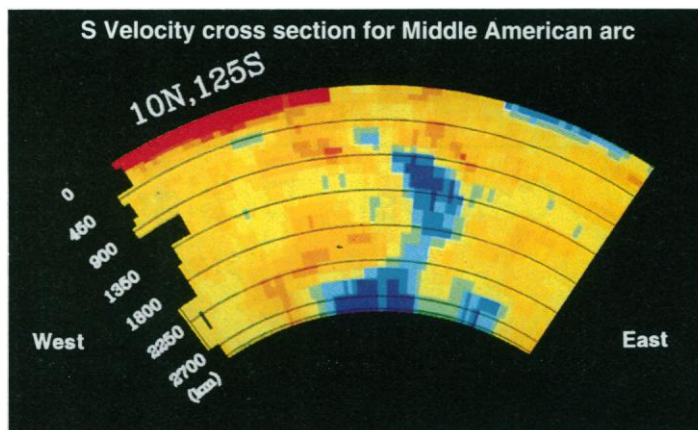 S Velocity cross section for Middle American arc
10N,125S
0
450
900
1350
1800
2250
2700
(km)
West
East